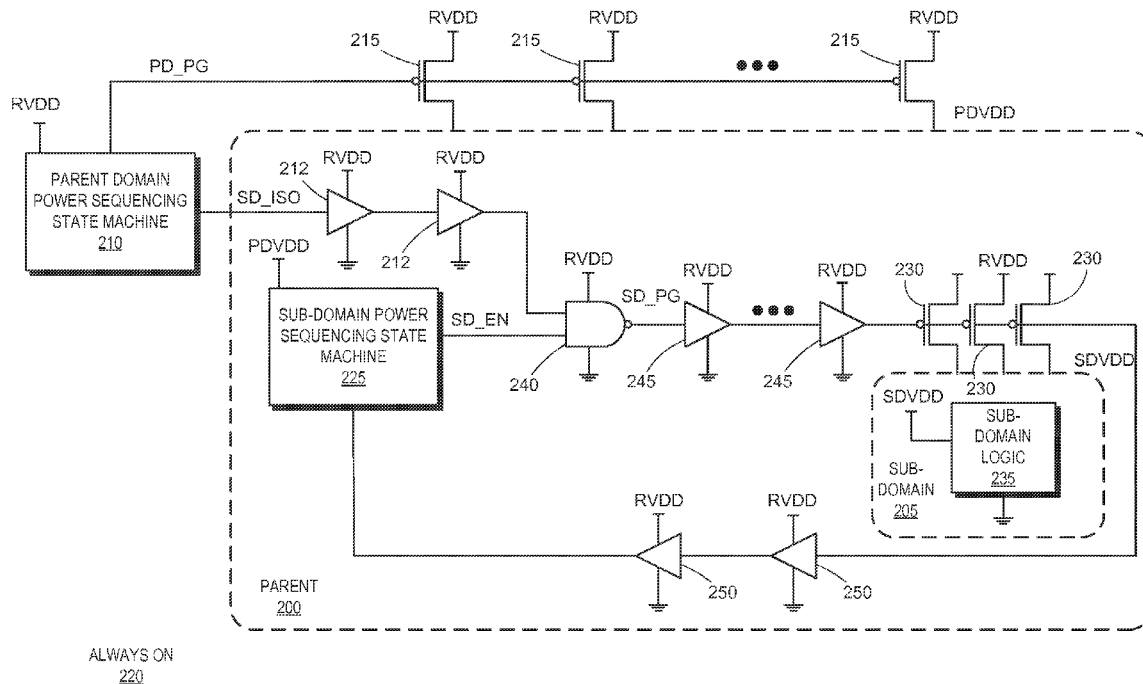 RVDD
RVDD
RVDD
215
215
215
PD_PG
PDVDD
RVDD
PARENT DOMAIN
POWER SEQUENCING
STATE MACHINE
210
212
RVDD
RVDD
SD_ISO
212
PDVDD
SUB-DOMAIN POWER
SEQUENCING STATE
MACHINE
225
SD_EN
RVDD
240
SD_PG
RVDD
245
RVDD
245
230
RVDD
230
230
SDVDD
SDVDD
SUB-
DOMAIN
LOGIC
235
SUB-
DOMAIN
205
RVDD
RVDD
250
250
PARENT
200
ALWAYS ON
220